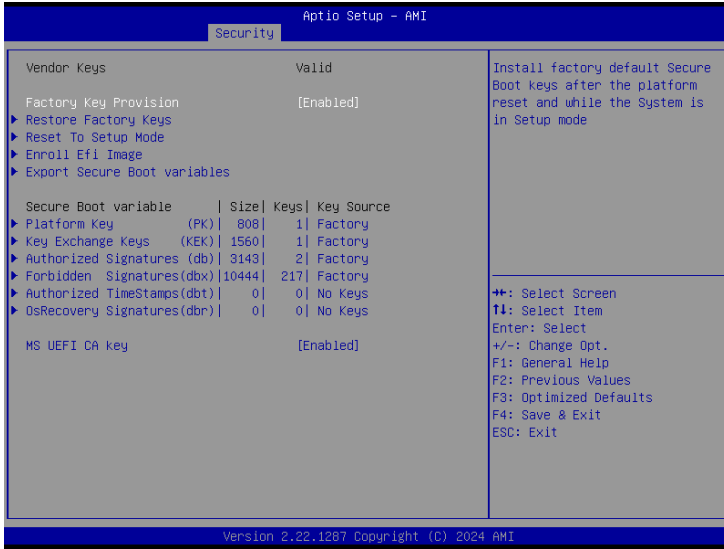 Aptio Setup – AMI
Security
Vendor Keys Valid
Factory Key Provision [Enabled]
Restore Factory Keys
Reset To Setup Mode
Enroll Efi Image
Export Secure Boot variables
Secure Boot variable | Size| Keys| Key Source
Platform Key (PK)| 808| 1| Factory
Key Exchange Keys (KEK)| 1560| 1| Factory
Authorized Signatures (db)| 3143| 2| Factory
Forbidden Signatures(dbx)|10444| 217| Factory
Authorized TimeStamps(dbt)| 0| 0| No Keys
OsRecovery Signatures(dbr)| 0| 0| No Keys
MS UEFI CA key [Enabled]
Install factory default Secure
Boot keys after the platform
reset and while the System is
in Setup mode
→←: Select Screen
↑↓: Select Item
Enter: Select
+/-: Change Opt.
F1: General Help
F2: Previous Values
F3: Optimized Defaults
F4: Save & Exit
ESC: Exit
Version 2.22.1287 Copyright (C) 2024 AMI